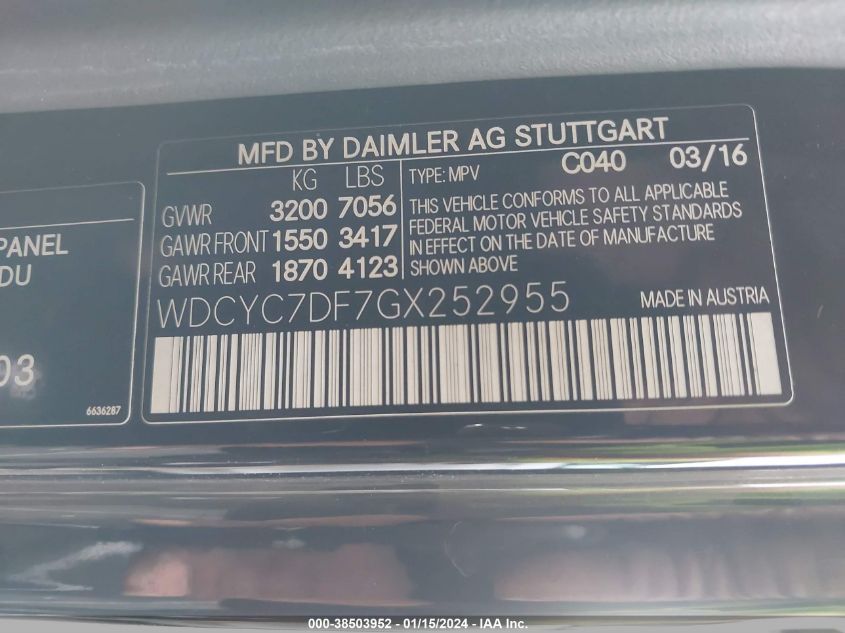 MFD BY DAIMLER AG STUTTGART
KG LBS
GVWR 3200 7056
GAWR FRONT 1550 3417
GAWR REAR 1870 4123
TYPE: MPV C040 03/16
THIS VEHICLE CONFORMS TO ALL APPLICABLE
FEDERAL MOTOR VEHICLE SAFETY STANDARDS
IN EFFECT ON THE DATE OF MANUFACTURE
SHOWN ABOVE
WDCYC7DF7GX252955 MADE IN AUSTRIA
PANEL
DU
03
6636287
000-38503952 - 01/15/2024 - IAA Inc.